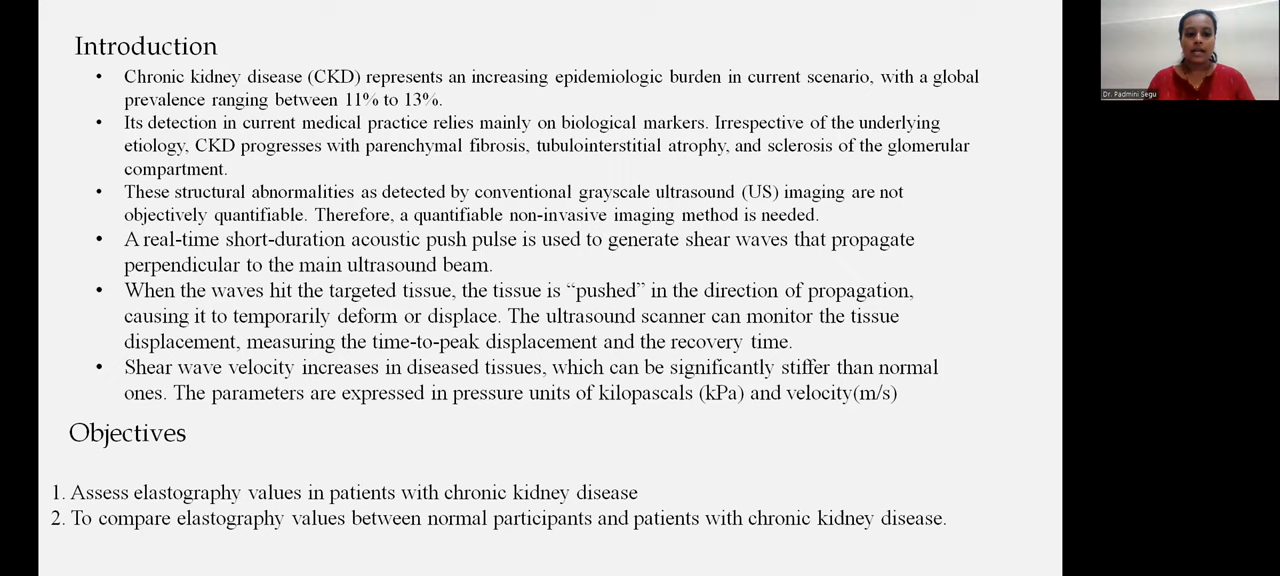 Introduction
• Chronic kidney disease (CKD) represents an increasing epidemiologic burden in current scenario, with a global
prevalence ranging between 11% to 13%.
• Its detection in current medical practice relies mainly on biological markers. Irrespective of the underlying
etiology, CKD progresses with parenchymal fibrosis, tubulointerstitial atrophy, and sclerosis of the glomerular
compartment.
• These structural abnormalities as detected by conventional grayscale ultrasound (US) imaging are not
objectively quantifiable. Therefore, a quantifiable non-invasive imaging method is needed.
• A real-time short-duration acoustic push pulse is used to generate shear waves that propagate
perpendicular to the main ultrasound beam.
• When the waves hit the targeted tissue, the tissue is “pushed” in the direction of propagation,
causing it to temporarily deform or displace. The ultrasound scanner can monitor the tissue
displacement, measuring the time-to-peak displacement and the recovery time.
• Shear wave velocity increases in diseased tissues, which can be significantly stiffer than normal
ones. The parameters are expressed in pressure units of kilopascals (kPa) and velocity(m/s)
Objectives
1. Assess elastography values in patients with chronic kidney disease
2. To compare elastography values between normal participants and patients with chronic kidney disease.
Dr. Padmini Segu